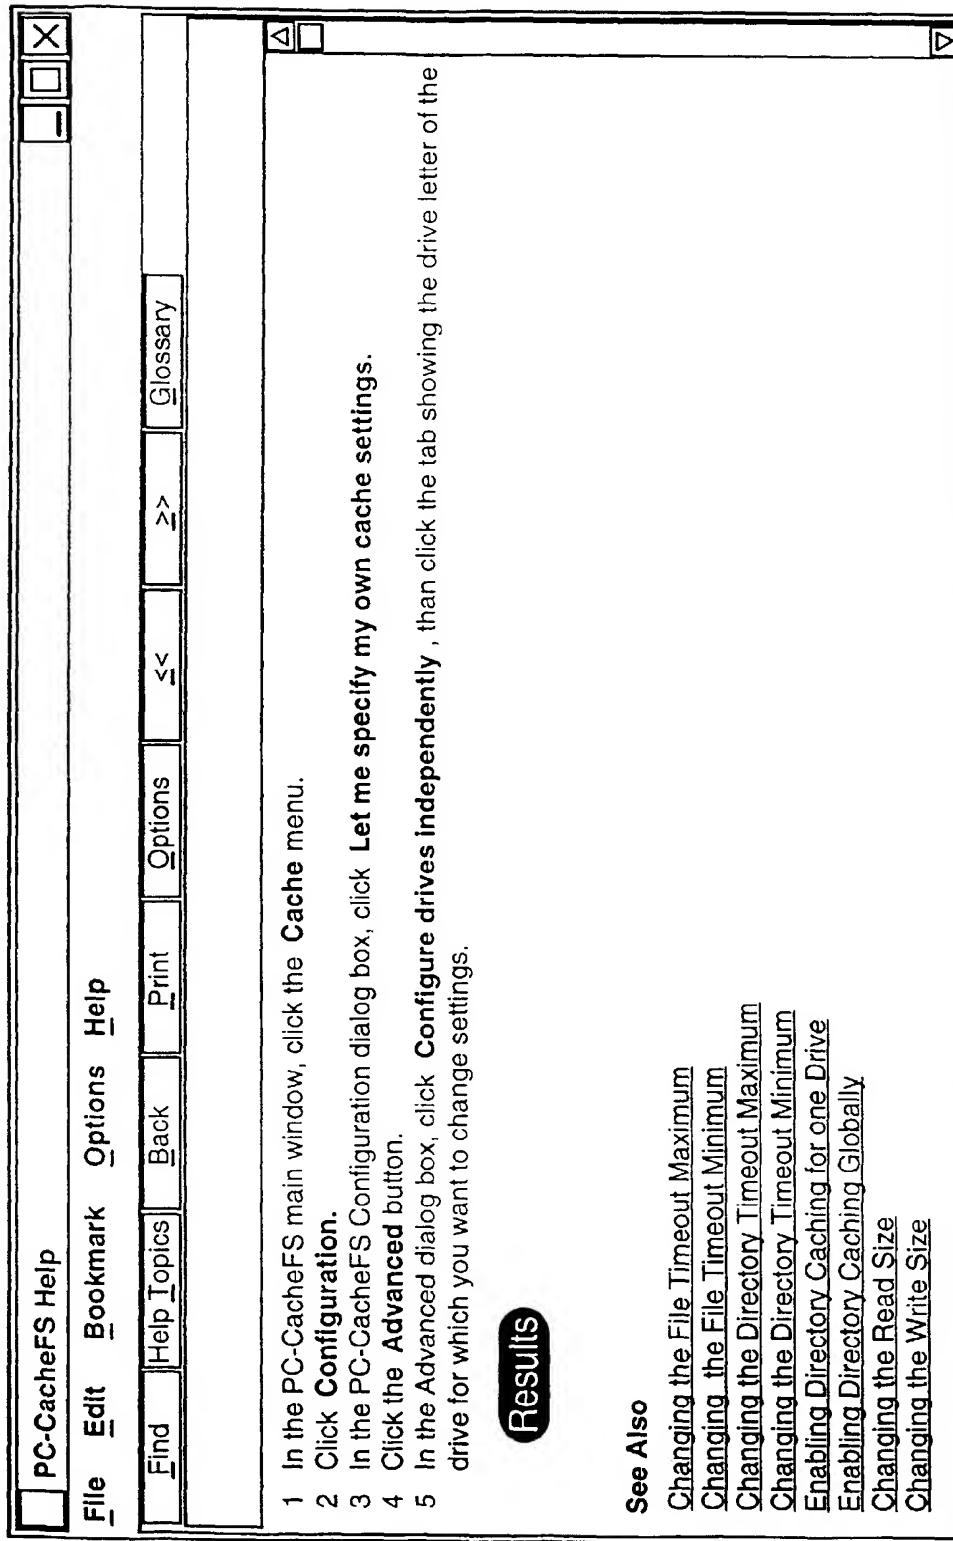 PC-CacheFS Help
File Edit Bookmark Options Help
Find Help Topics Back Print Options << >> Glossary
1 In the PC-CacheFS main window, click the Cache menu.
2 Click Configuration.
3 In the PC-CacheFS Configuration dialog box, click Let me specify my own cache settings.
4 Click the Advanced button.
5 In the Advanced dialog box, click Configure drives independently , than click the tab showing the drive letter of the
drive for which you want to change settings.
Results
See Also
Changing the File Timeout Maximum
Changing the File Timeout Minimum
Changing the Directory Timeout Maximum
Changing the Directory Timeout Minimum
Enabling Directory Caching for one Drive
Enabling Directory Caching Globally
Changing the Read Size
Changing the Write Size